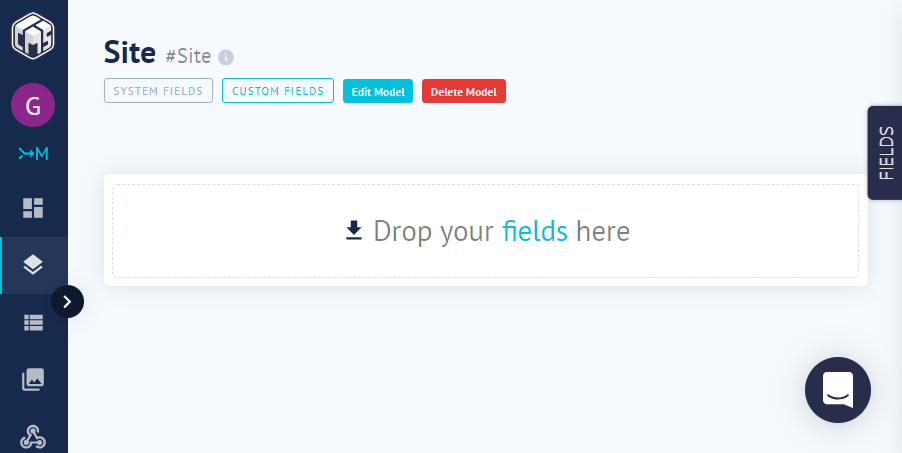 Site #Site
SYSTEM FIELDS CUSTOM FIELDS Edit Model Delete Model
G
M
FIELDS
Drop your fields here